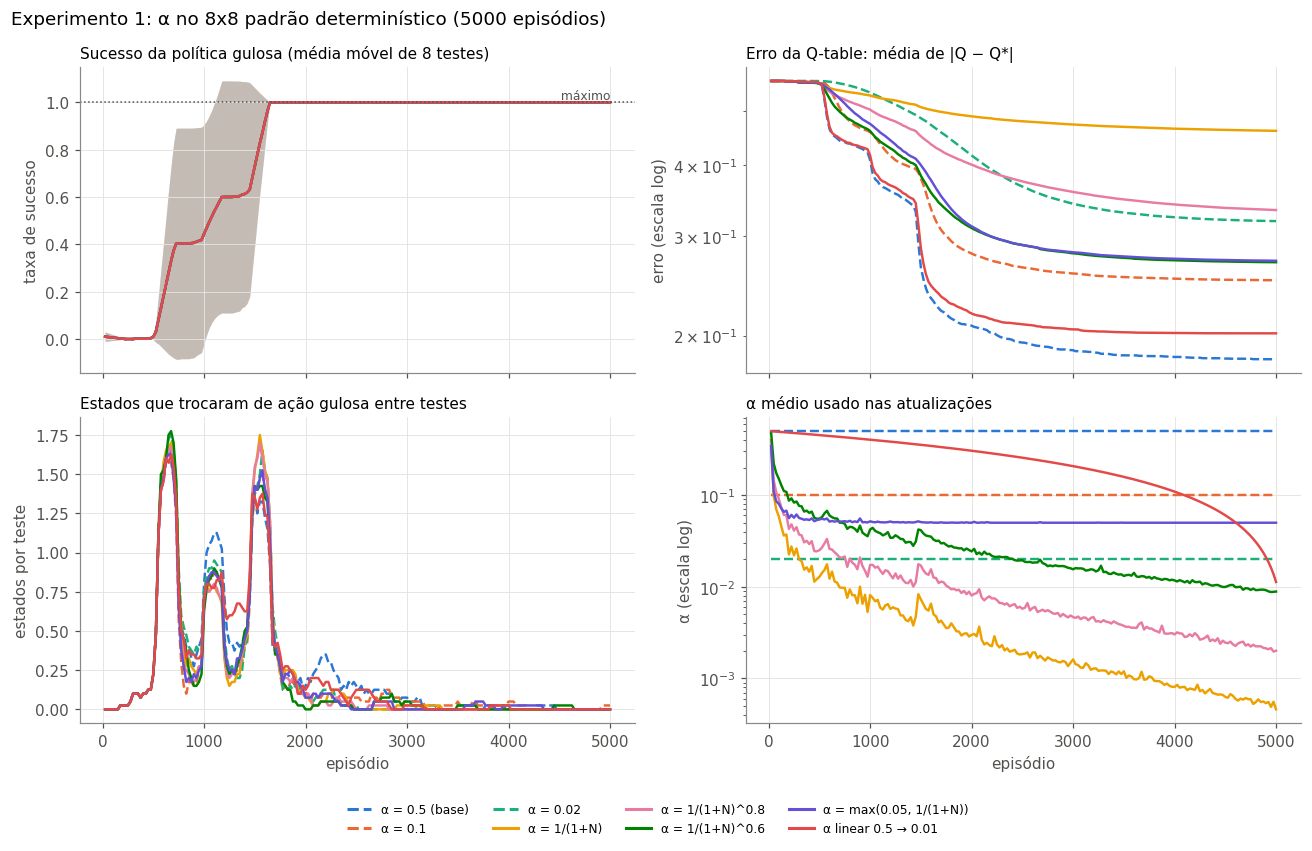 Experimento 1: α no 8x8 padrão determinístico (5000 episódios)
Sucesso da política gulosa (média móvel de 8 testes)
taxa de sucesso
1.0
0.8
0.6
0.4
0.2
0.0
máximo
Erro da Q-table: média de |Q − Q*|
erro (escala log)
4 × 10⁻¹
3 × 10⁻¹
2 × 10⁻¹
Estados que trocaram de ação gulosa entre testes
estados por teste
1.75
1.50
1.25
1.00
0.75
0.50
0.25
0.00
0 1000 2000 3000 4000 5000
episódio
α médio usado nas atualizações
α (escala log)
10⁻¹
10⁻²
10⁻³
0 1000 2000 3000 4000 5000
episódio
α = 0.5 (base) α = 0.02 α = 1/(1+N)^0.8 α = max(0.05, 1/(1+N))
α = 0.1 α = 1/(1+N) α = 1/(1+N)^0.6 α linear 0.5 → 0.01